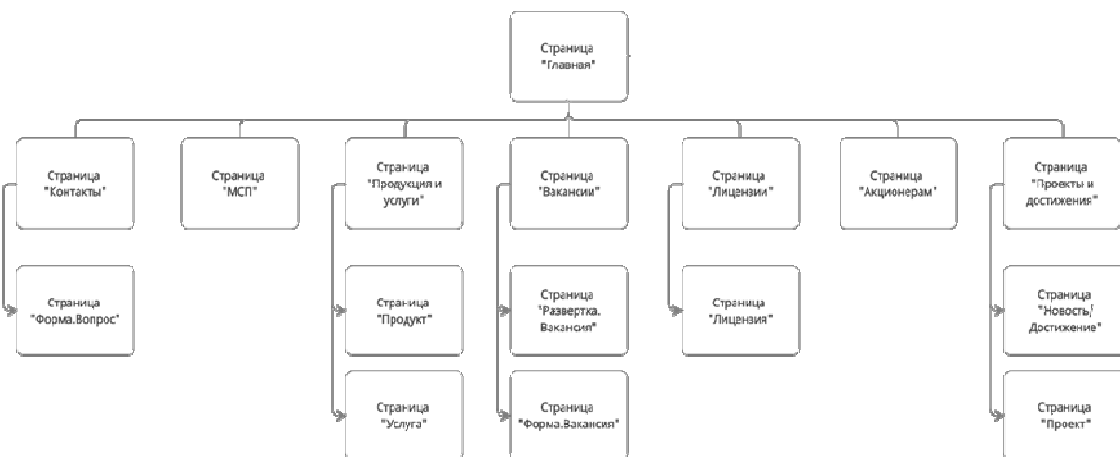 Страница
"Главная"
Страница
"Контакты"
Страница
"МСП"
Страница
"Продукция и
услуги"
Страница
"Вакансии"
Страница
"Лицензии"
Страница
"Акционерам"
Страница
"Проекты и
достижения"
Страница
"Форма.Вопрос"
Страница
"Продукт"
Страница
"Развертка.
Вакансия"
Страница
"Лицензия"
Страница
"Новость/
Достижение"
Страница
"Услуга"
Страница
"Форма.Вакансия"
Страница
"Проект"